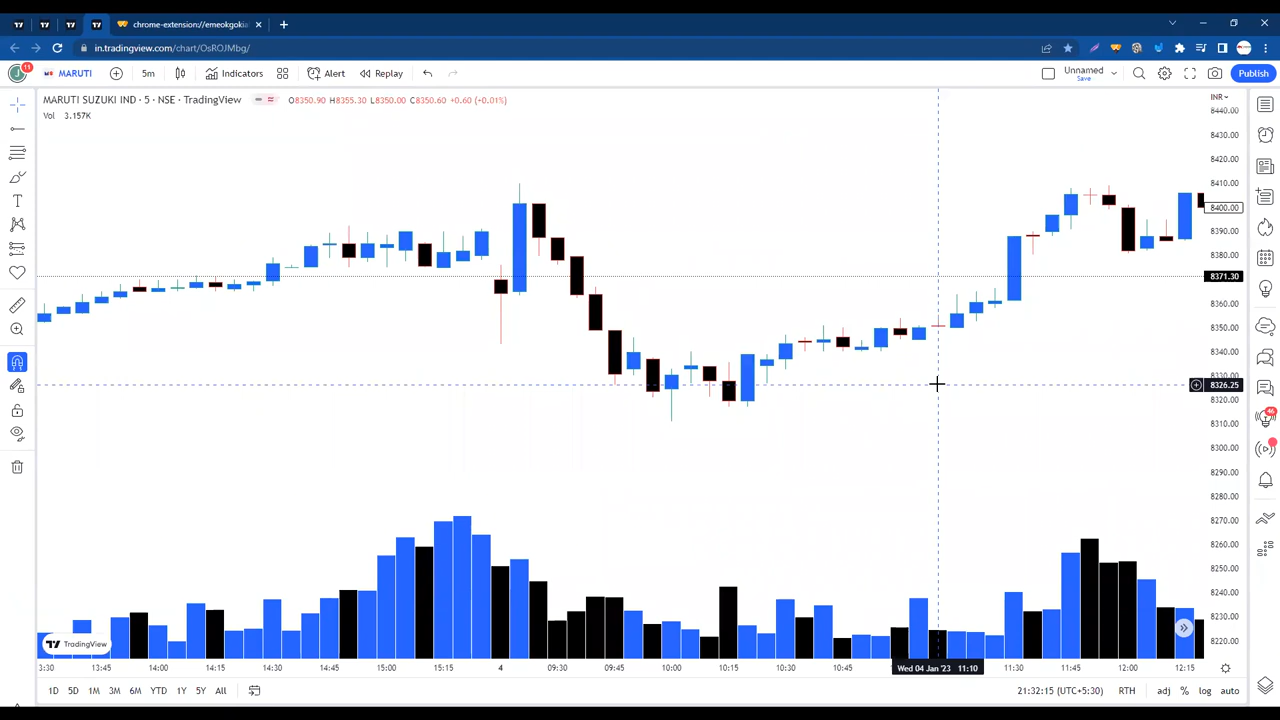 chrome-extension://emeokgokia
in.tradingview.com/chart/OsROJMbg/
11
MARUTI
5m
Indicators
Alert
Replay
Unnamed
Save
Publish
MARUTI SUZUKI IND · 5 · NSE · TradingView
O8350.90 H8355.30 L8350.00 C8350.60 +0.60 (+0.01%)
Vol 3.157K
INR
8440.00
8430.00
8420.00
8410.00
8400.00
8390.00
8380.00
8371.30
8360.00
8350.00
8340.00
8330.00
8326.25
8320.00
8310.00
8300.00
8290.00
8280.00
8270.00
8260.00
8250.00
8240.00
8230.00
8220.00
46
TradingView
3:30 13:45 14:00 14:15 14:30 14:45 15:00 15:15 4 09:30 09:45 10:00 10:15 10:30 10:45 Wed 04 Jan '23 11:10 11:30 11:45 12:00 12:15
1D 5D 1M 3M 6M YTD 1Y 5Y All
21:32:15 (UTC+5:30) RTH adj % log auto